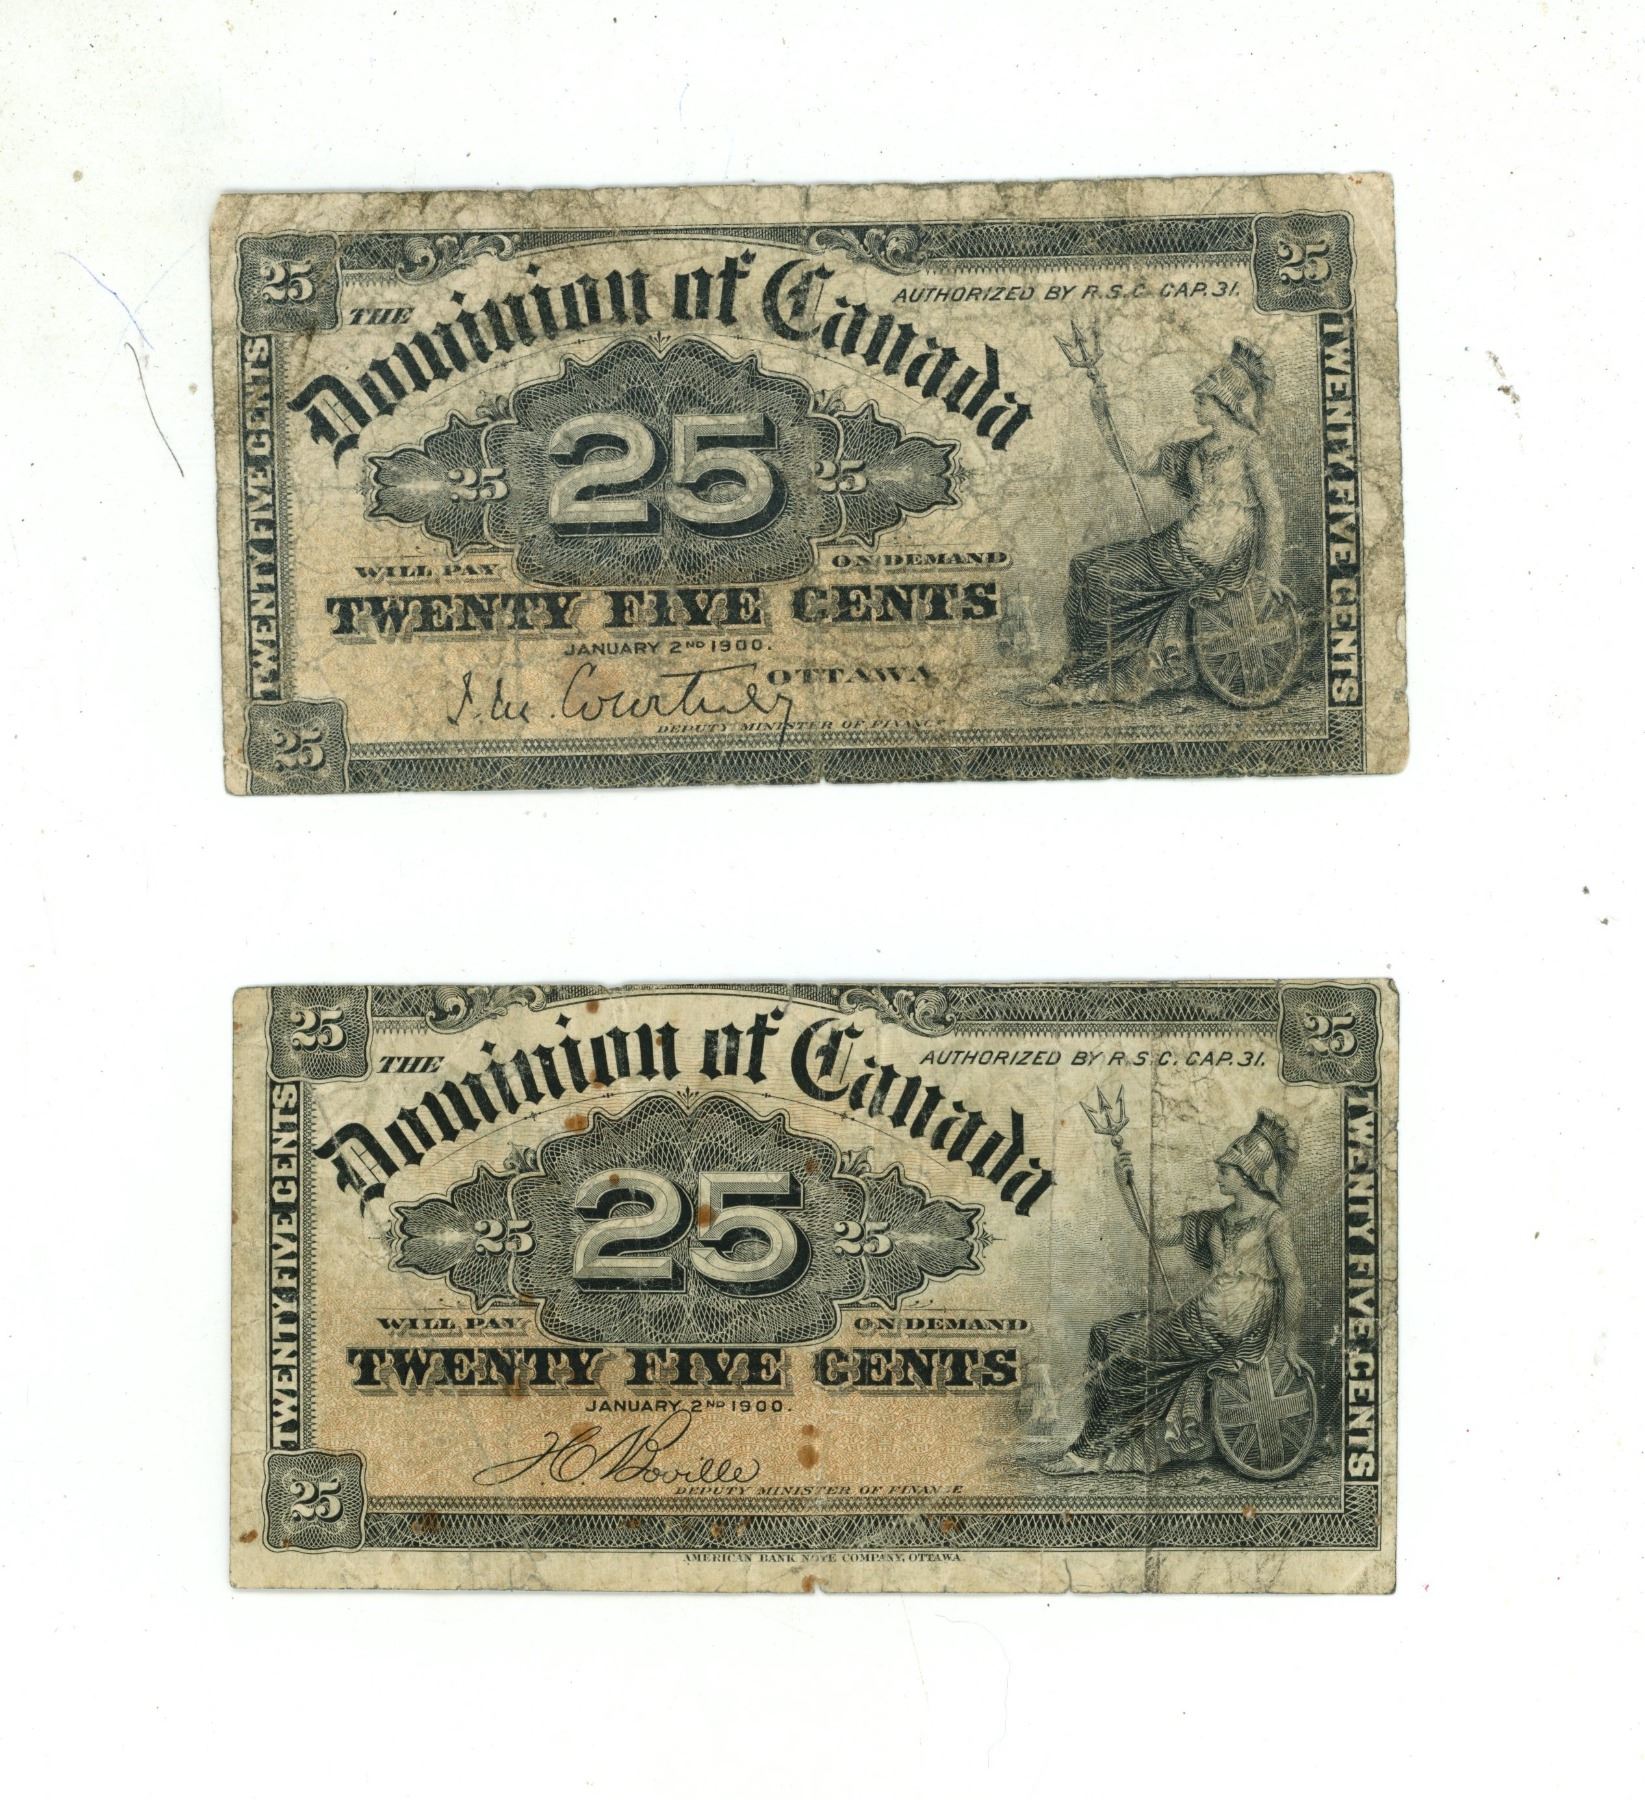 25 25
THE Dominion of Canada
AUTHORIZED BY R.S.C. CAP. 31.
TWENTY FIVE CENTS
TWENTY FIVE CENTS
25 25 25
WILL PAY ON DEMAND
TWENTY FIVE CENTS
JANUARY 2ND 1900.
OTTAWA
J. M. Courtney
DEPUTY MINISTER OF FINANCE
25
25 25
THE Dominion of Canada
AUTHORIZED BY R.S.C. CAP. 31.
TWENTY FIVE CENTS
TWENTY FIVE CENTS
25 25 25
WILL PAY ON DEMAND
TWENTY FIVE CENTS
JANUARY 2ND 1900.
T.C. Boville
DEPUTY MINISTER OF FINANCE
25
AMERICAN BANK NOTE COMPANY, OTTAWA.